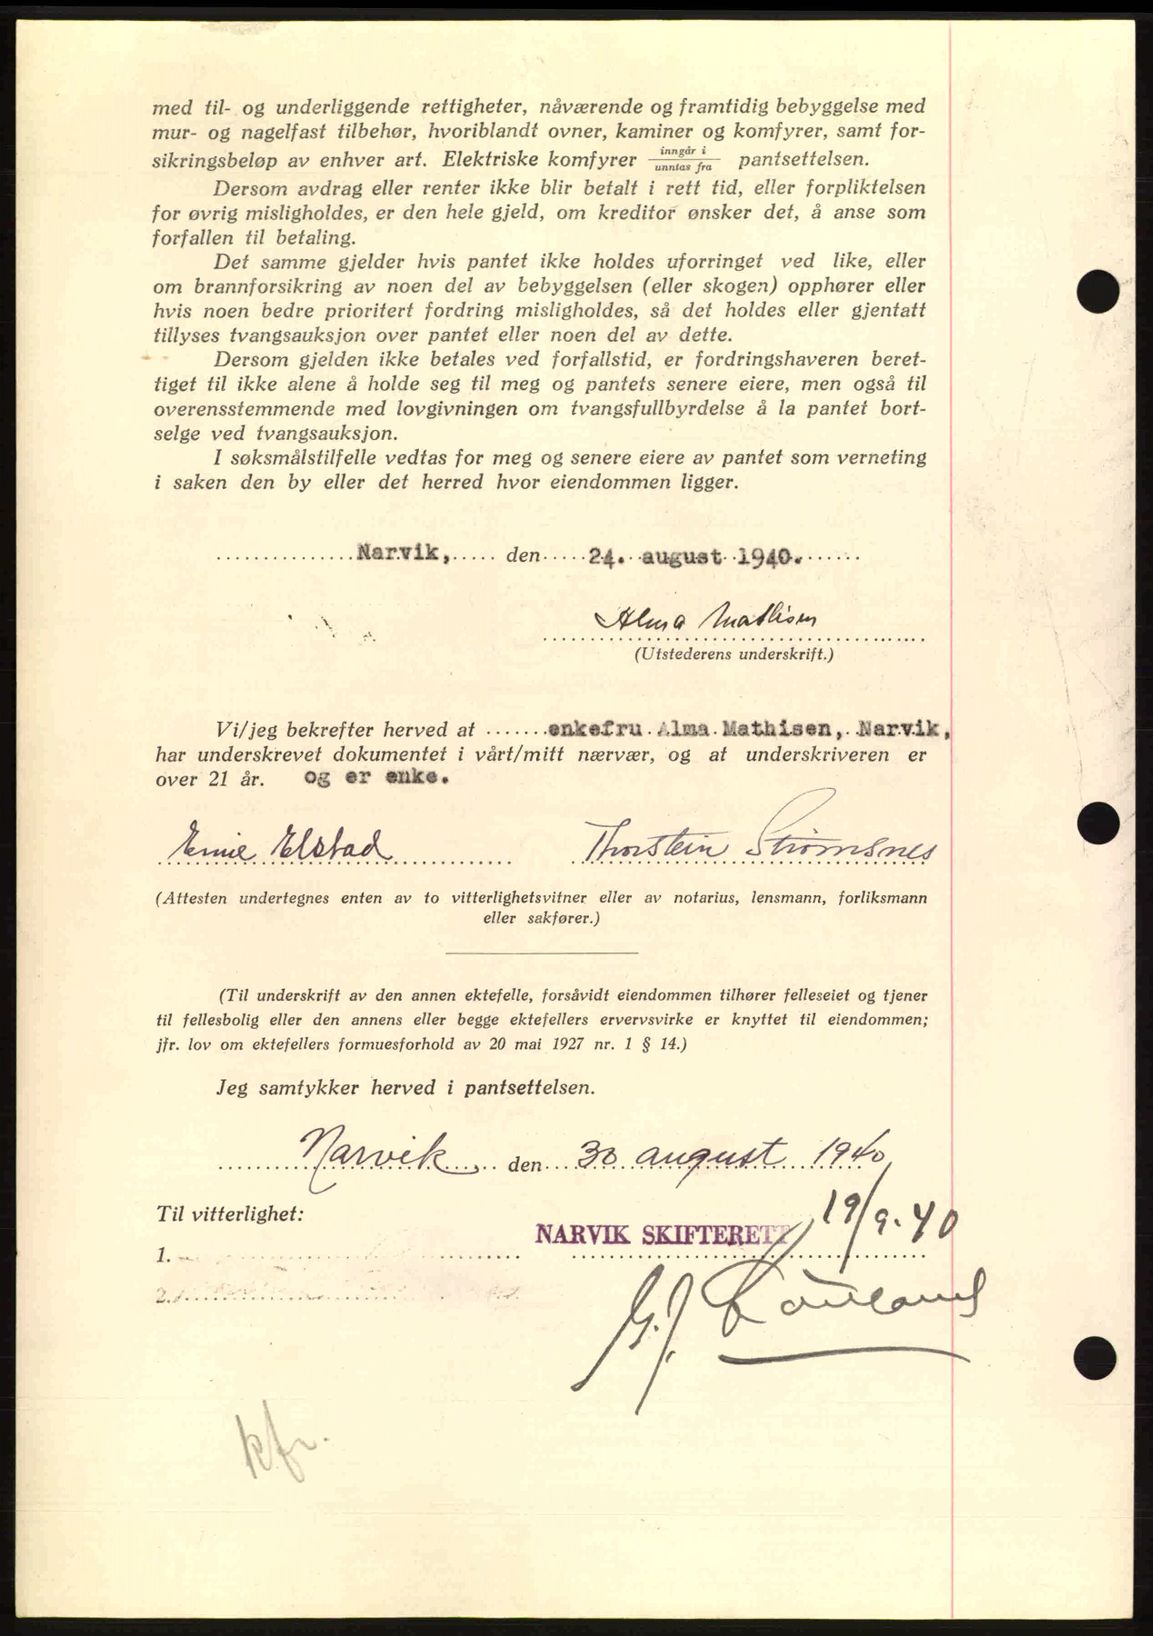 med til- og underliggende rettigheter, nåværende og framtidig bebyggelse med
mur- og nagelfast tilbehør, hvoriblandt ovner, kaminer og komfyrer, samt for-
sikringsbeløp av enhver art. Elektriske komfyrer inngår i / unntas fra pantsettelsen.
Dersom avdrag eller renter ikke blir betalt i rett tid, eller forpliktelsen
for øvrig misligholdes, er den hele gjeld, om kreditor ønsker det, å anse som
forfallen til betaling.
Det samme gjelder hvis pantet ikke holdes uforringet ved like, eller
om brannforsikring av noen del av bebyggelsen (eller skogen) opphører eller
hvis noen bedre prioritert fordring misligholdes, så det holdes eller gjentatt
tillyses tvangsauksjon over pantet eller noen del av dette.
Dersom gjelden ikke betales ved forfallstid, er fordringshaveren beret-
tiget til ikke alene å holde seg til meg og pantets senere eiere, men også til
overensstemmende med lovgivningen om tvangsfullbyrdelse å la pantet bort-
selge ved tvangsauksjon.
I søksmålstilfelle vedtas for meg og senere eiere av pantet som verneting
i saken den by eller det herred hvor eiendommen ligger.
Narvik, den 24. august 1940.
Alma Mathisen
(Utstederens underskrift.)
Vi/jeg bekrefter herved at enkefru Alma Mathisen, Narvik,
har underskrevet dokumentet i vårt/mitt nærvær, og at underskriveren er
over 21 år. og er enke.
Elstad Thorstein Strømsnes
(Attesten undertegnes enten av to vitterlighetsvitner eller av notarius, lensmann, forliksmann
eller sakfører.)
(Til underskrift av den annen ektefelle, forsåvidt eiendommen tilhører felleseiet og tjener
til fellesbolig eller den annens eller begge ektefellers ervervsvirke er knyttet til eiendommen;
jfr. lov om ektefellers formuesforhold av 20 mai 1927 nr. 1 § 14.)
Jeg samtykker herved i pantsettelsen.
Narvik, den 30 august 1940
Til vitterlighet:
NARVIK SKIFTERETT 19/9.40
1.
2.
kfr.